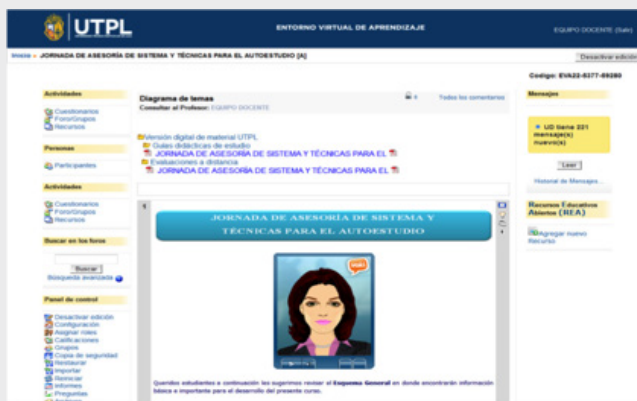 UTPL
ENTORNO VIRTUAL DE APRENDIZAJE
EQUIPO DOCENTE (Salir)
Inicio » JORNADA DE ASESORÍA DE SISTEMA Y TÉCNICAS PARA EL AUTOESTUDIO [A]
Desactivar edición
Codigo: EVA22-5377-59280
Actividades
Cuestionarios
Foro/Grupos
Recursos
Personas
Participantes
Actividades
Cuestionarios
Foro/Grupos
Recursos
Buscar en los foros
Buscar
Búsqueda avanzada
Panel de control
Desactivar edición
Configuración
Asignar roles
Calificaciones
Grupos
Copia de seguridad
Restaurar
Importar
Reiniciar
Informes
Preguntas
Diagrama de temas
Todos los comentarios
Consultar al Profesor: EQUIPO DOCENTE
Versión digital de material UTPL
Guías didácticas de estudio
JORNADA DE ASESORÍA DE SISTEMA Y TÉCNICAS PARA EL
Evaluaciones a distancia
JORNADA DE ASESORÍA DE SISTEMA Y TÉCNICAS PARA EL
1
JORNADA DE ASESORÍA DE SISTEMA Y
TÉCNICAS PARA EL AUTOESTUDIO
Queridos estudiantes a continuación les sugerimos revisar el Esquema General en donde encontrarán información
básica e importante para el desarrollo del presente curso.
Mensajes
UD tiene 221
mensaje(s)
nuevo(s)
Leer
Historial de Mensajes...
Recursos Educativos
Abiertos (REA)
Agregar nuevo
Recurso